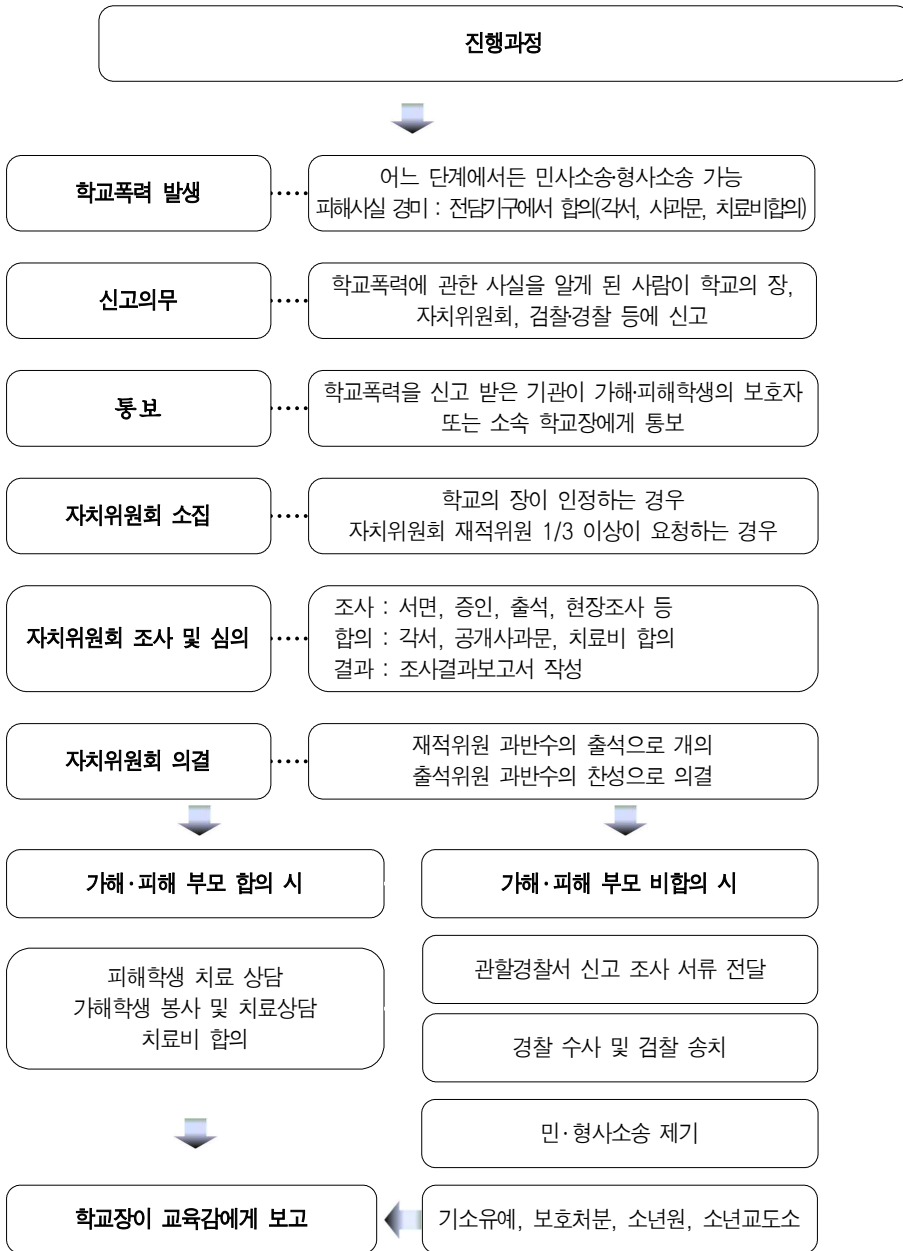 진행과정
학교폭력 발생
어느 단계에서든 민사소송·형사소송 가능
피해사실 경미 : 전담기구에서 합의(각서, 사과문, 치료비합의)
신고의무
학교폭력에 관한 사실을 알게 된 사람이 학교의 장,
자치위원회, 검찰·경찰 등에 신고
통보
학교폭력을 신고 받은 기관이 가해·피해학생의 보호자
또는 소속 학교장에게 통보
자치위원회 소집
학교의 장이 인정하는 경우
자치위원회 재적위원 1/3 이상이 요청하는 경우
자치위원회 조사 및 심의
조사 : 서면, 증인, 출석, 현장조사 등
합의 : 각서, 공개사과문, 치료비 합의
결과 : 조사결과보고서 작성
자치위원회 의결
재적위원 과반수의 출석으로 개의
출석위원 과반수의 찬성으로 의결
가해·피해 부모 합의 시
피해학생 치료 상담
가해학생 봉사 및 치료상담
치료비 합의
가해·피해 부모 비합의 시
관할경찰서 신고 조사 서류 전달
경찰 수사 및 검찰 송치
민·형사소송 제기
기소유예, 보호처분, 소년원, 소년교도소
학교장이 교육감에게 보고